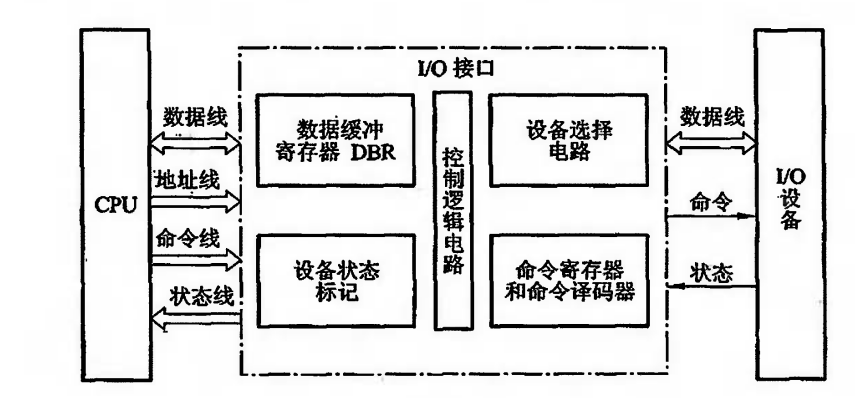 I/O 接口
CPU
数据线
地址线
命令线
状态线
数据缓冲
寄存器 DBR
设备状态
标记
控制逻辑电路
设备选择
电路
命令寄存器
和命令译码器
数据线
命令
状态
I/O
设备